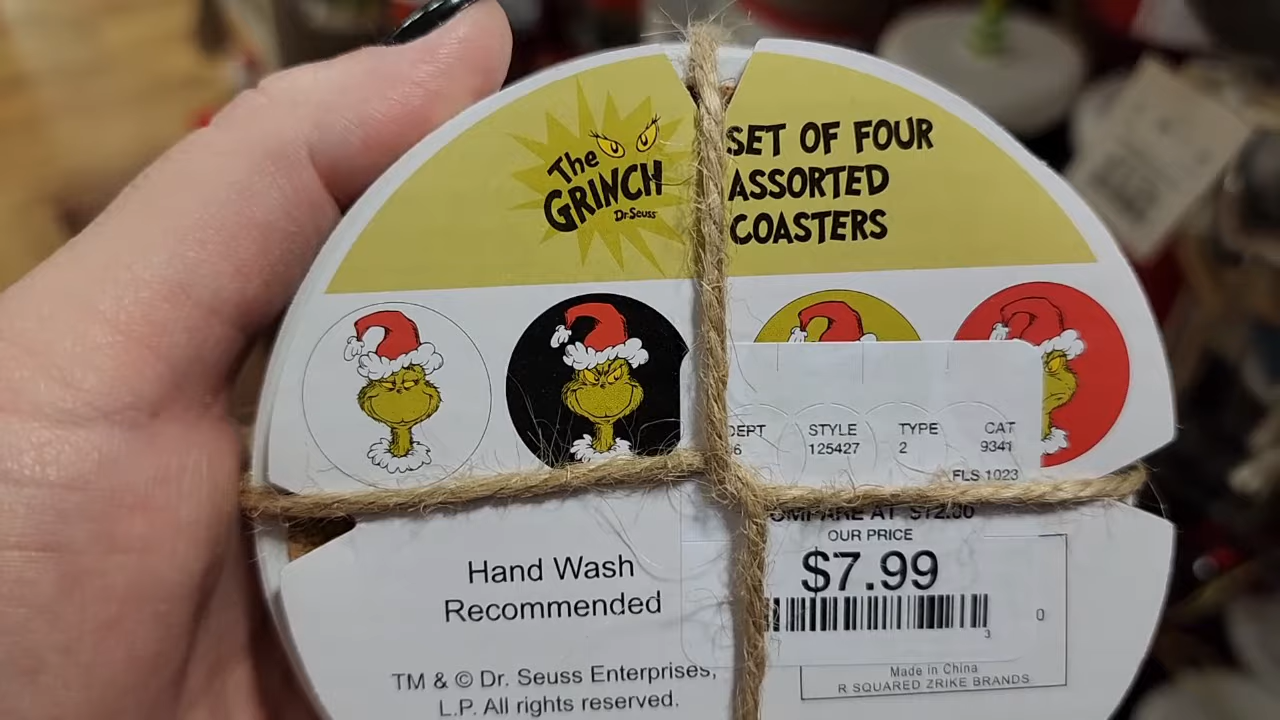 The
GRINCH
Dr. Seuss
SET OF FOUR
ASSORTED
COASTERS
DEPT STYLE TYPE CAT
125427 2 9341
FLS 1023
COMPARE AT $12.00
OUR PRICE
$7.99
3
0
Hand Wash
Recommended
TM & © Dr. Seuss Enterprises,
L.P. All rights reserved.
Made in China
R SQUARED ZRIKE BRANDS